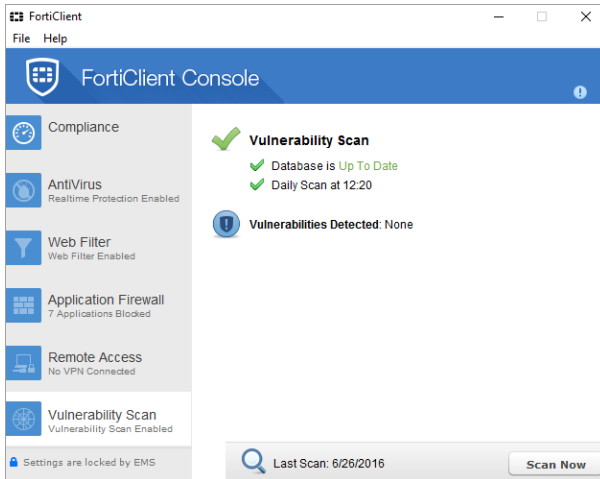 FortiClient
File Help
FortiClient Console
Compliance
AntiVirus
Realtime Protection Enabled
Web Filter
Web Filter Enabled
Application Firewall
7 Applications Blocked
Remote Access
No VPN Connected
Vulnerability Scan
Vulnerability Scan Enabled
Settings are locked by EMS
Vulnerability Scan
Database is Up To Date
Daily Scan at 12:20
Vulnerabilities Detected: None
Last Scan: 6/26/2016
Scan Now